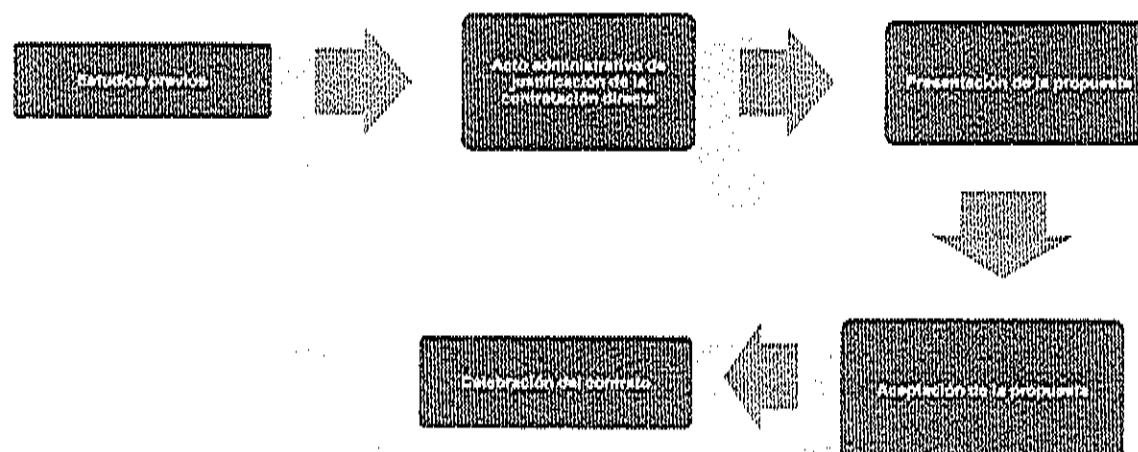 Estudios previos
Acto administrativo de
justificación de la
contratación directa
Presentación de la propuesta
Aceptación de la propuesta
Celebración del contrato